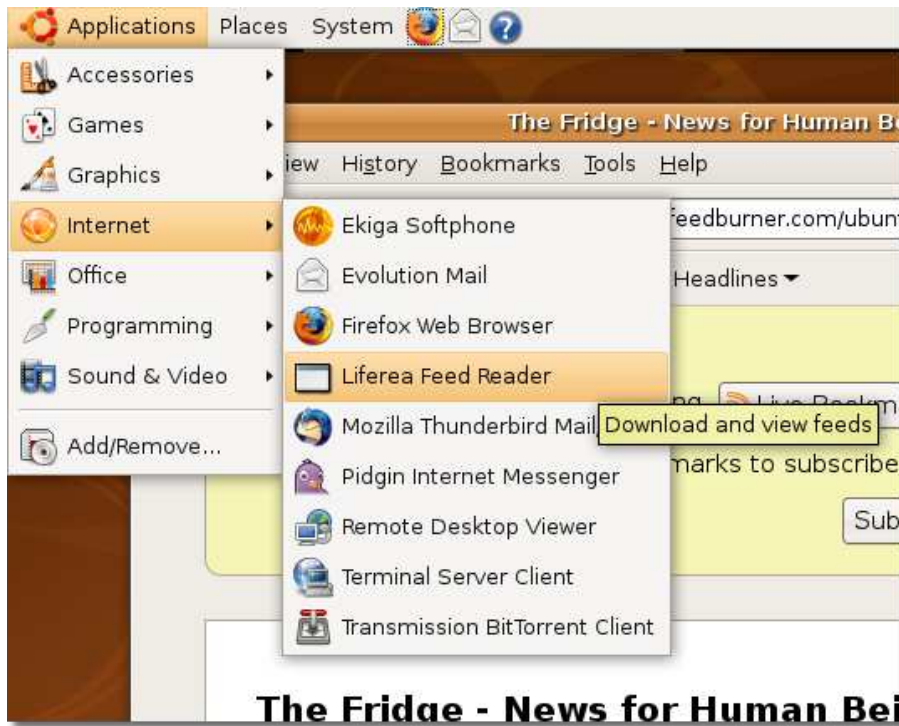 Applications Places System
Accessories
Games
Graphics
Internet
Office
Programming
Sound & Video
Add/Remove...
The Fridge - News for Human Be
iew History Bookmarks Tools Help
feedburner.com/ubun
Headlines
Ekiga Softphone
Evolution Mail
Firefox Web Browser
Liferea Feed Reader
Mozilla Thunderbird Mail
Pidgin Internet Messenger
Remote Desktop Viewer
Terminal Server Client
Transmission BitTorrent Client
Download and view feeds
marks to subscribe
Sub
The Fridge - News for Human Bei